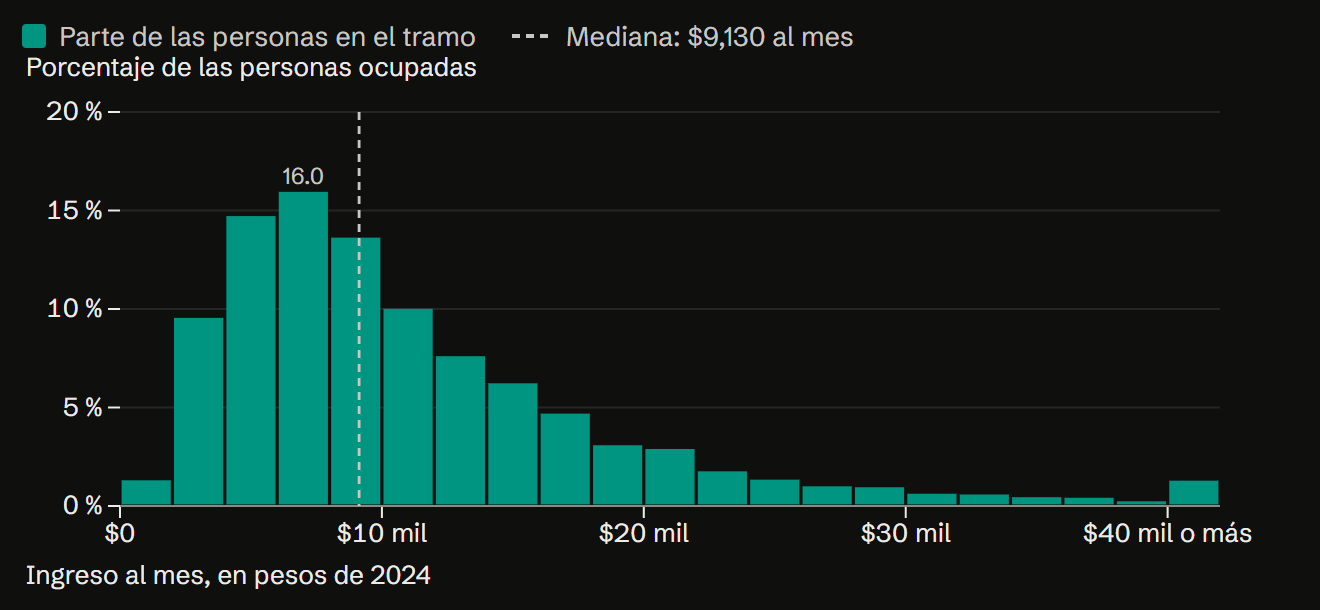 Parte de las personas en el tramo Mediana: $9,130 al mes
Porcentaje de las personas ocupadas
20 %
16.0
15 %
10 %
5 %
0 %
$0 $10 mil $20 mil $30 mil $40 mil o más
Ingreso al mes, en pesos de 2024